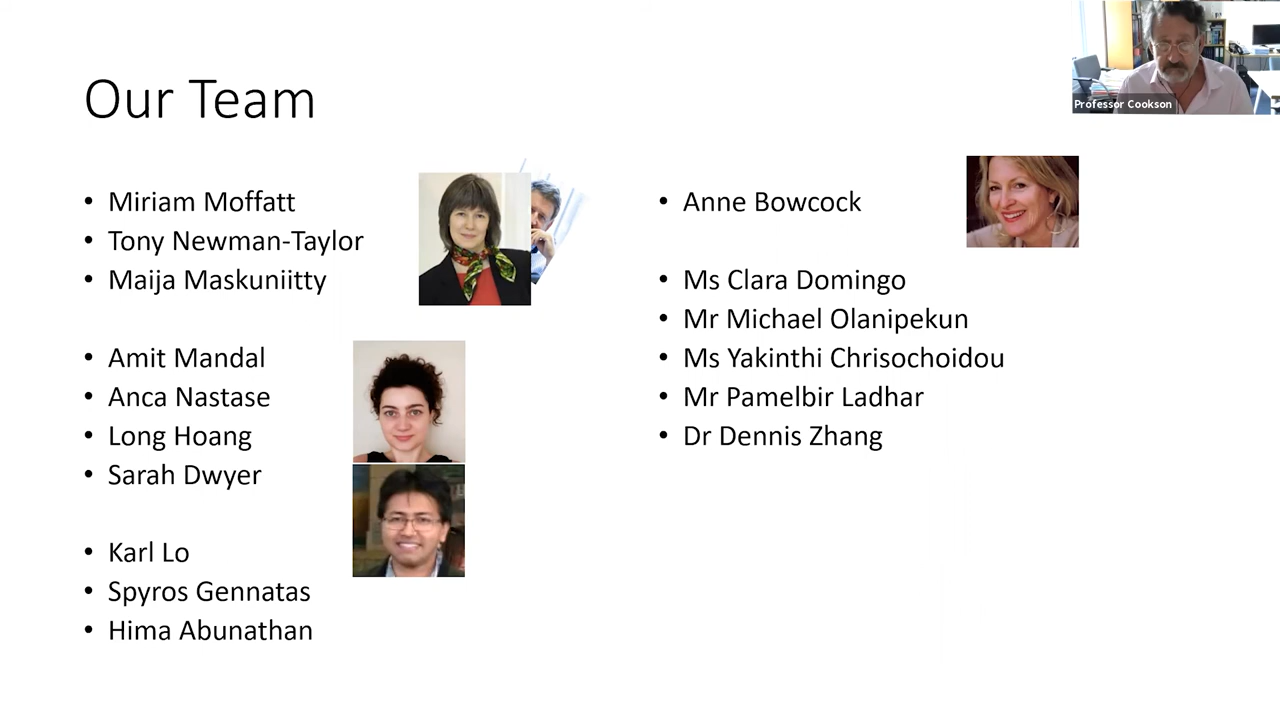 Our Team
• Miriam Moffatt
• Tony Newman-Taylor
• Maija Maskuniitty
• Amit Mandal
• Anca Nastase
• Long Hoang
• Sarah Dwyer
• Karl Lo
• Spyros Gennatas
• Hima Abunathan
• Anne Bowcock
• Ms Clara Domingo
• Mr Michael Olanipekun
• Ms Yakinthi Chrisochoidou
• Mr Pamelbir Ladhar
• Dr Dennis Zhang
Professor Cookson